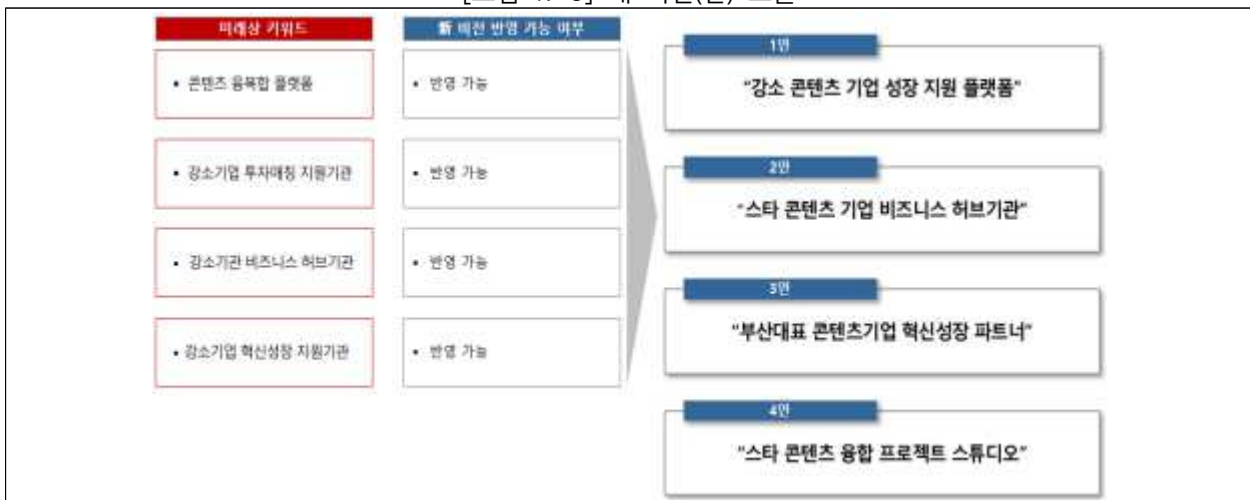 미래상 키워드
• 콘텐츠 융복합 플랫폼
• 강소기업 투자매칭 지원기관
• 강소기관 비즈니스 허브기관
• 강소기업 혁신성장 지원기관
新 비전 반영 가능 여부
• 반영 가능
• 반영 가능
• 반영 가능
• 반영 가능
1안
"강소 콘텐츠 기업 성장 지원 플랫폼"
2안
"스타 콘텐츠 기업 비즈니스 허브기관"
3안
"부산대표 콘텐츠기업 혁신성장 파트너"
4안
"스타 콘텐츠 융합 프로젝트 스튜디오"